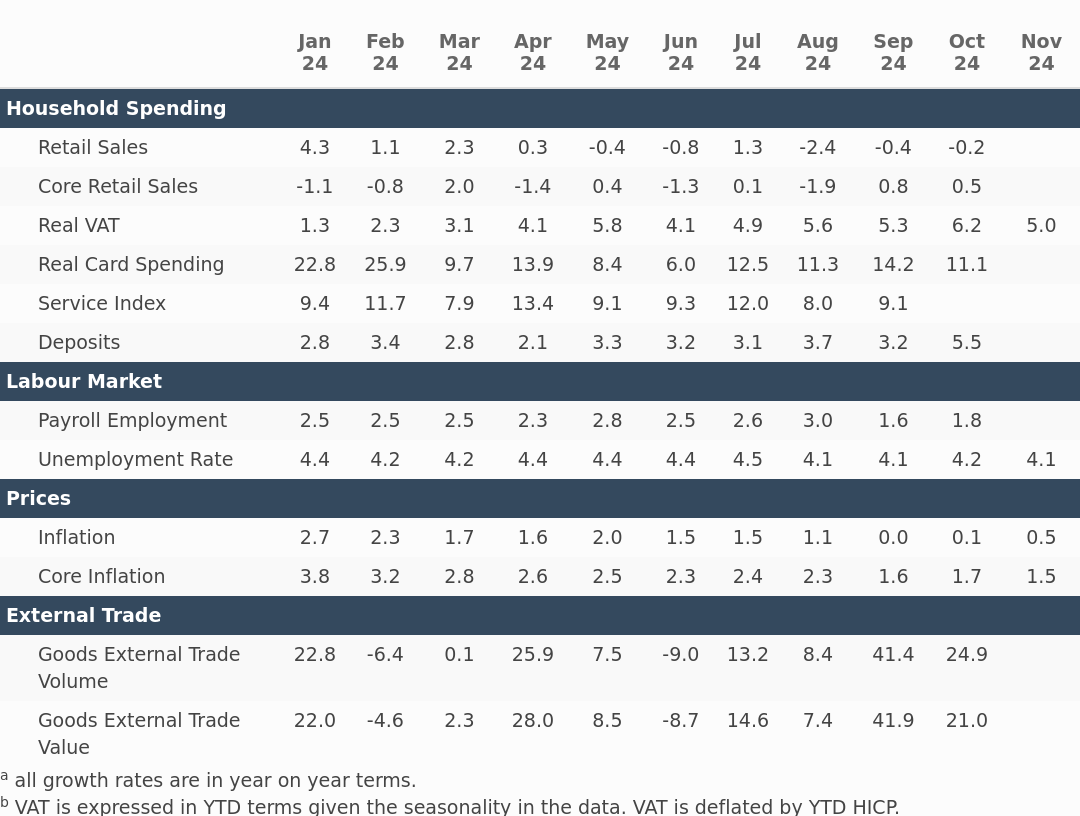 Jan 24 Feb 24 Mar 24 Apr 24 May 24 Jun 24 Jul 24 Aug 24 Sep 24 Oct 24 Nov 24
Household Spending
Retail Sales 4.3 1.1 2.3 0.3 -0.4 -0.8 1.3 -2.4 -0.4 -0.2
Core Retail Sales -1.1 -0.8 2.0 -1.4 0.4 -1.3 0.1 -1.9 0.8 0.5
Real VAT 1.3 2.3 3.1 4.1 5.8 4.1 4.9 5.6 5.3 6.2 5.0
Real Card Spending 22.8 25.9 9.7 13.9 8.4 6.0 12.5 11.3 14.2 11.1
Service Index 9.4 11.7 7.9 13.4 9.1 9.3 12.0 8.0 9.1
Deposits 2.8 3.4 2.8 2.1 3.3 3.2 3.1 3.7 3.2 5.5
Labour Market
Payroll Employment 2.5 2.5 2.5 2.3 2.8 2.5 2.6 3.0 1.6 1.8
Unemployment Rate 4.4 4.2 4.2 4.4 4.4 4.4 4.5 4.1 4.1 4.2 4.1
Prices
Inflation 2.7 2.3 1.7 1.6 2.0 1.5 1.5 1.1 0.0 0.1 0.5
Core Inflation 3.8 3.2 2.8 2.6 2.5 2.3 2.4 2.3 1.6 1.7 1.5
External Trade
Goods External Trade 22.8 -6.4 0.1 25.9 7.5 -9.0 13.2 8.4 41.4 24.9
Volume
Goods External Trade 22.0 -4.6 2.3 28.0 8.5 -8.7 14.6 7.4 41.9 21.0
Value
a all growth rates are in year on year terms.
b VAT is expressed in YTD terms given the seasonality in the data. VAT is deflated by YTD HICP.